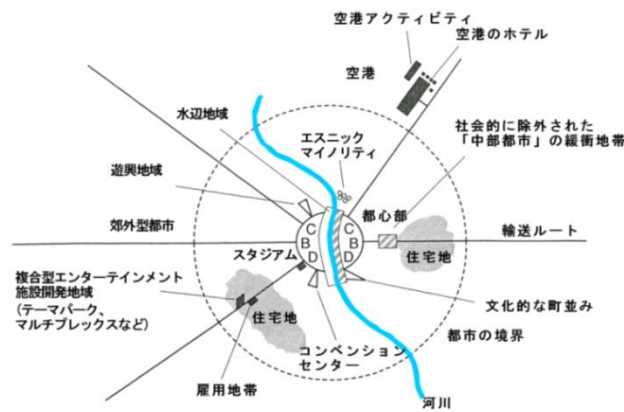 空港アクティビティ
空港のホテル
空港
水辺地域
エスニック
マイノリティ
社会的に除外された
「中部都市」の緩衝地帯
遊興地域
郊外型都市
都心部
輸送ルート
C
B
D
C
B
D
住宅地
スタジアム
複合型エンターテインメント
施設開発地域
(テーマパーク、
マルチプレックスなど)
住宅地
文化的な町並み
コンベンション
センター
都市の境界
雇用地帯
河川